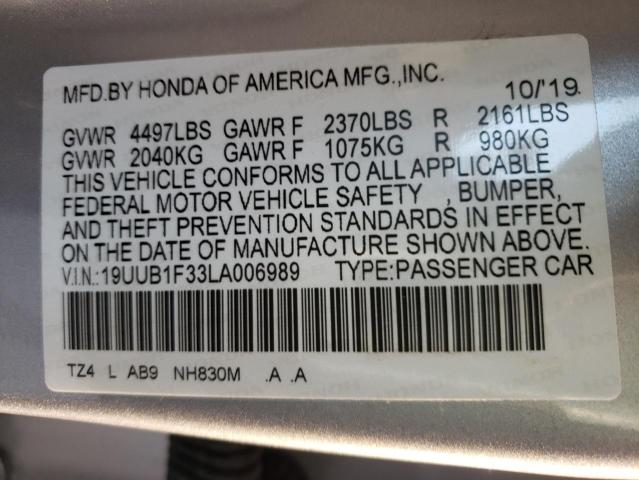 MFD.BY HONDA OF AMERICA MFG.,INC. 10/'19
GVWR 4497LBS GAWR F 2370LBS R 2161LBS
GVWR 2040KG GAWR F 1075KG R 980KG
THIS VEHICLE CONFORMS TO ALL APPLICABLE
FEDERAL MOTOR VEHICLE SAFETY , BUMPER,
AND THEFT PREVENTION STANDARDS IN EFFECT
ON THE DATE OF MANUFACTURE SHOWN ABOVE.
V.I.N.:19UUB1F33LA006989 TYPE:PASSENGER CAR
TZ4 L AB9 NH830M .A .A